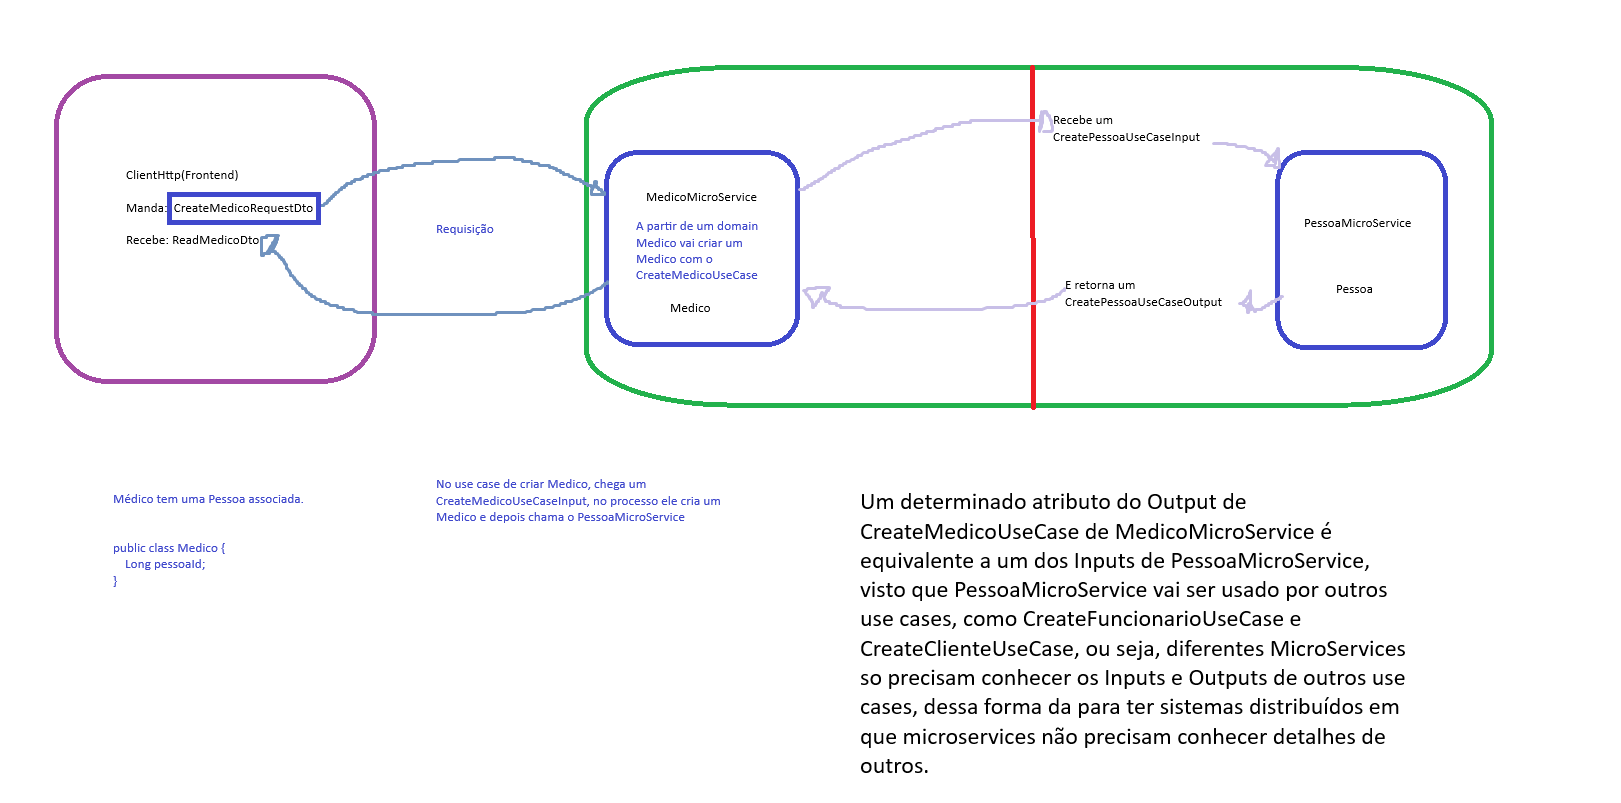 ClientHttp(Frontend)
Manda: CreateMedicoRequestDto
Recebe: ReadMedicoDto
Requisição
MedicoMicroService
A partir de um domain
Medico vai criar um
Medico com o
CreateMedicoUseCase
Medico
Recebe um
CreatePessoaUseCaseInput
E retorna um
CreatePessoaUseCaseOutput
PessoaMicroService
Pessoa
Médico tem uma Pessoa associada.
public class Medico {
Long pessoaId;
}
No use case de criar Medico, chega um
CreateMedicoUseCaseInput, no processo ele cria um
Medico e depois chama o PessoaMicroService
Um determinado atributo do Output de
CreateMedicoUseCase de MedicoMicroService é
equivalente a um dos Inputs de PessoaMicroService,
visto que PessoaMicroService vai ser usado por outros
use cases, como CreateFuncionarioUseCase e
CreateClienteUseCase, ou seja, diferentes MicroServices
so precisam conhecer os Inputs e Outputs de outros use
cases, dessa forma da para ter sistemas distribuídos em
que microservices não precisam conhecer detalhes de
outros.